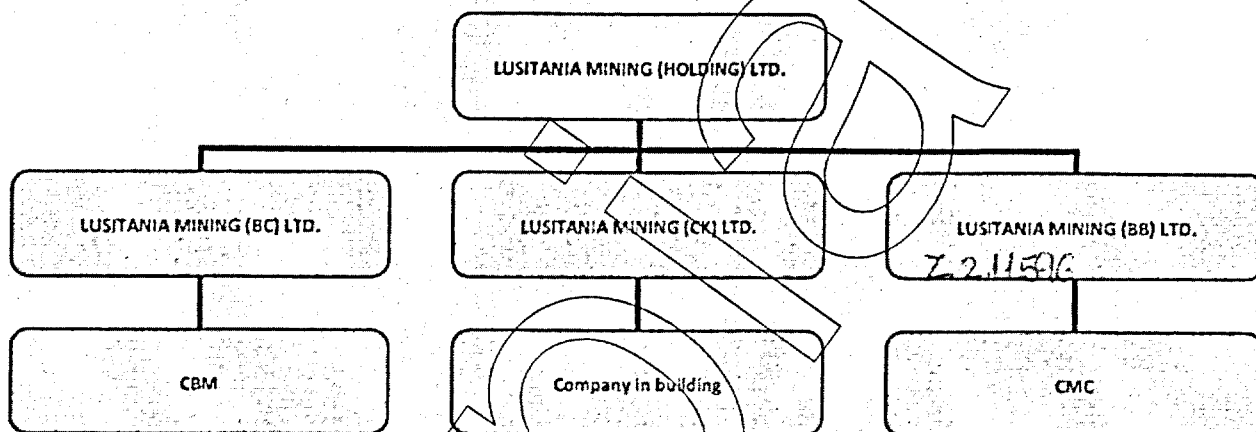 LUSITANIA MINING (HOLDING) LTD.
LUSITANIA MINING (BC) LTD.
LUSITANIA MINING (CK) LTD.
LUSITANIA MINING (BB) LTD.
CBM
Company in building
CMC